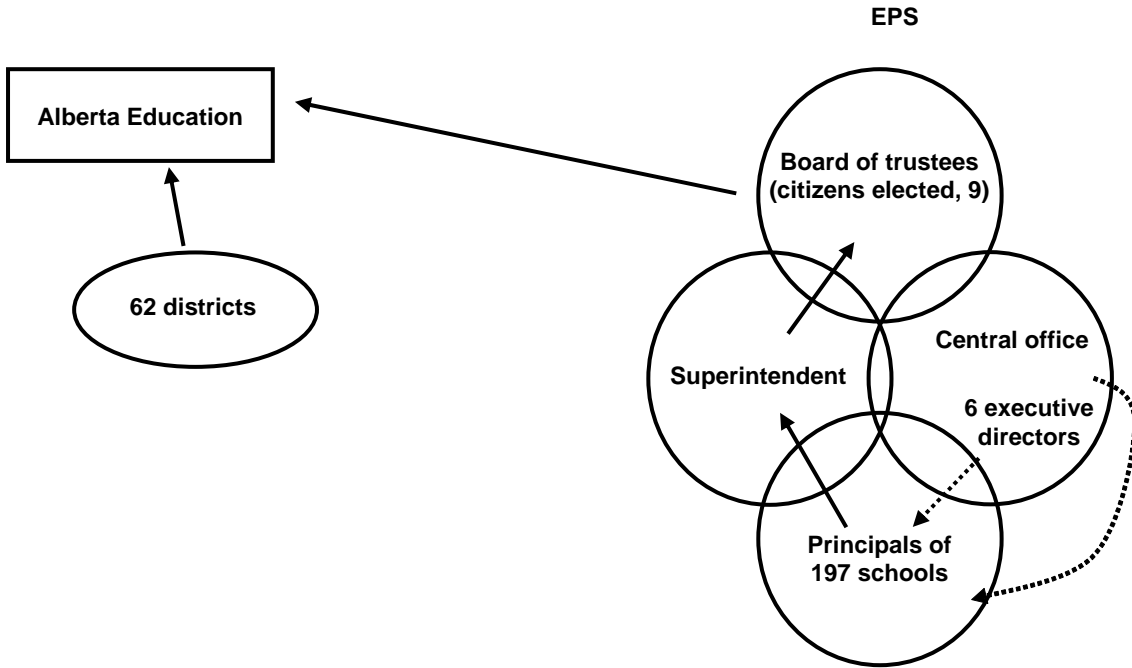 EPS
Alberta Education
Board of trustees
(citizens elected, 9)
62 districts
Central office
Superintendent
6 executive
directors
Principals of
197 schools